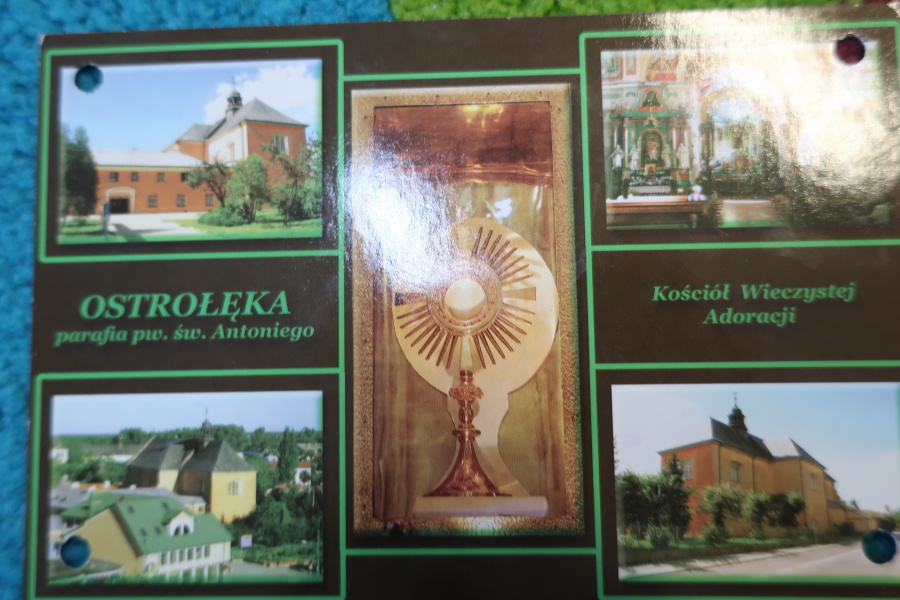 OSTROŁĘKA
parafia pw. św. Antoniego
Kościół Wieczystej
Adoracji